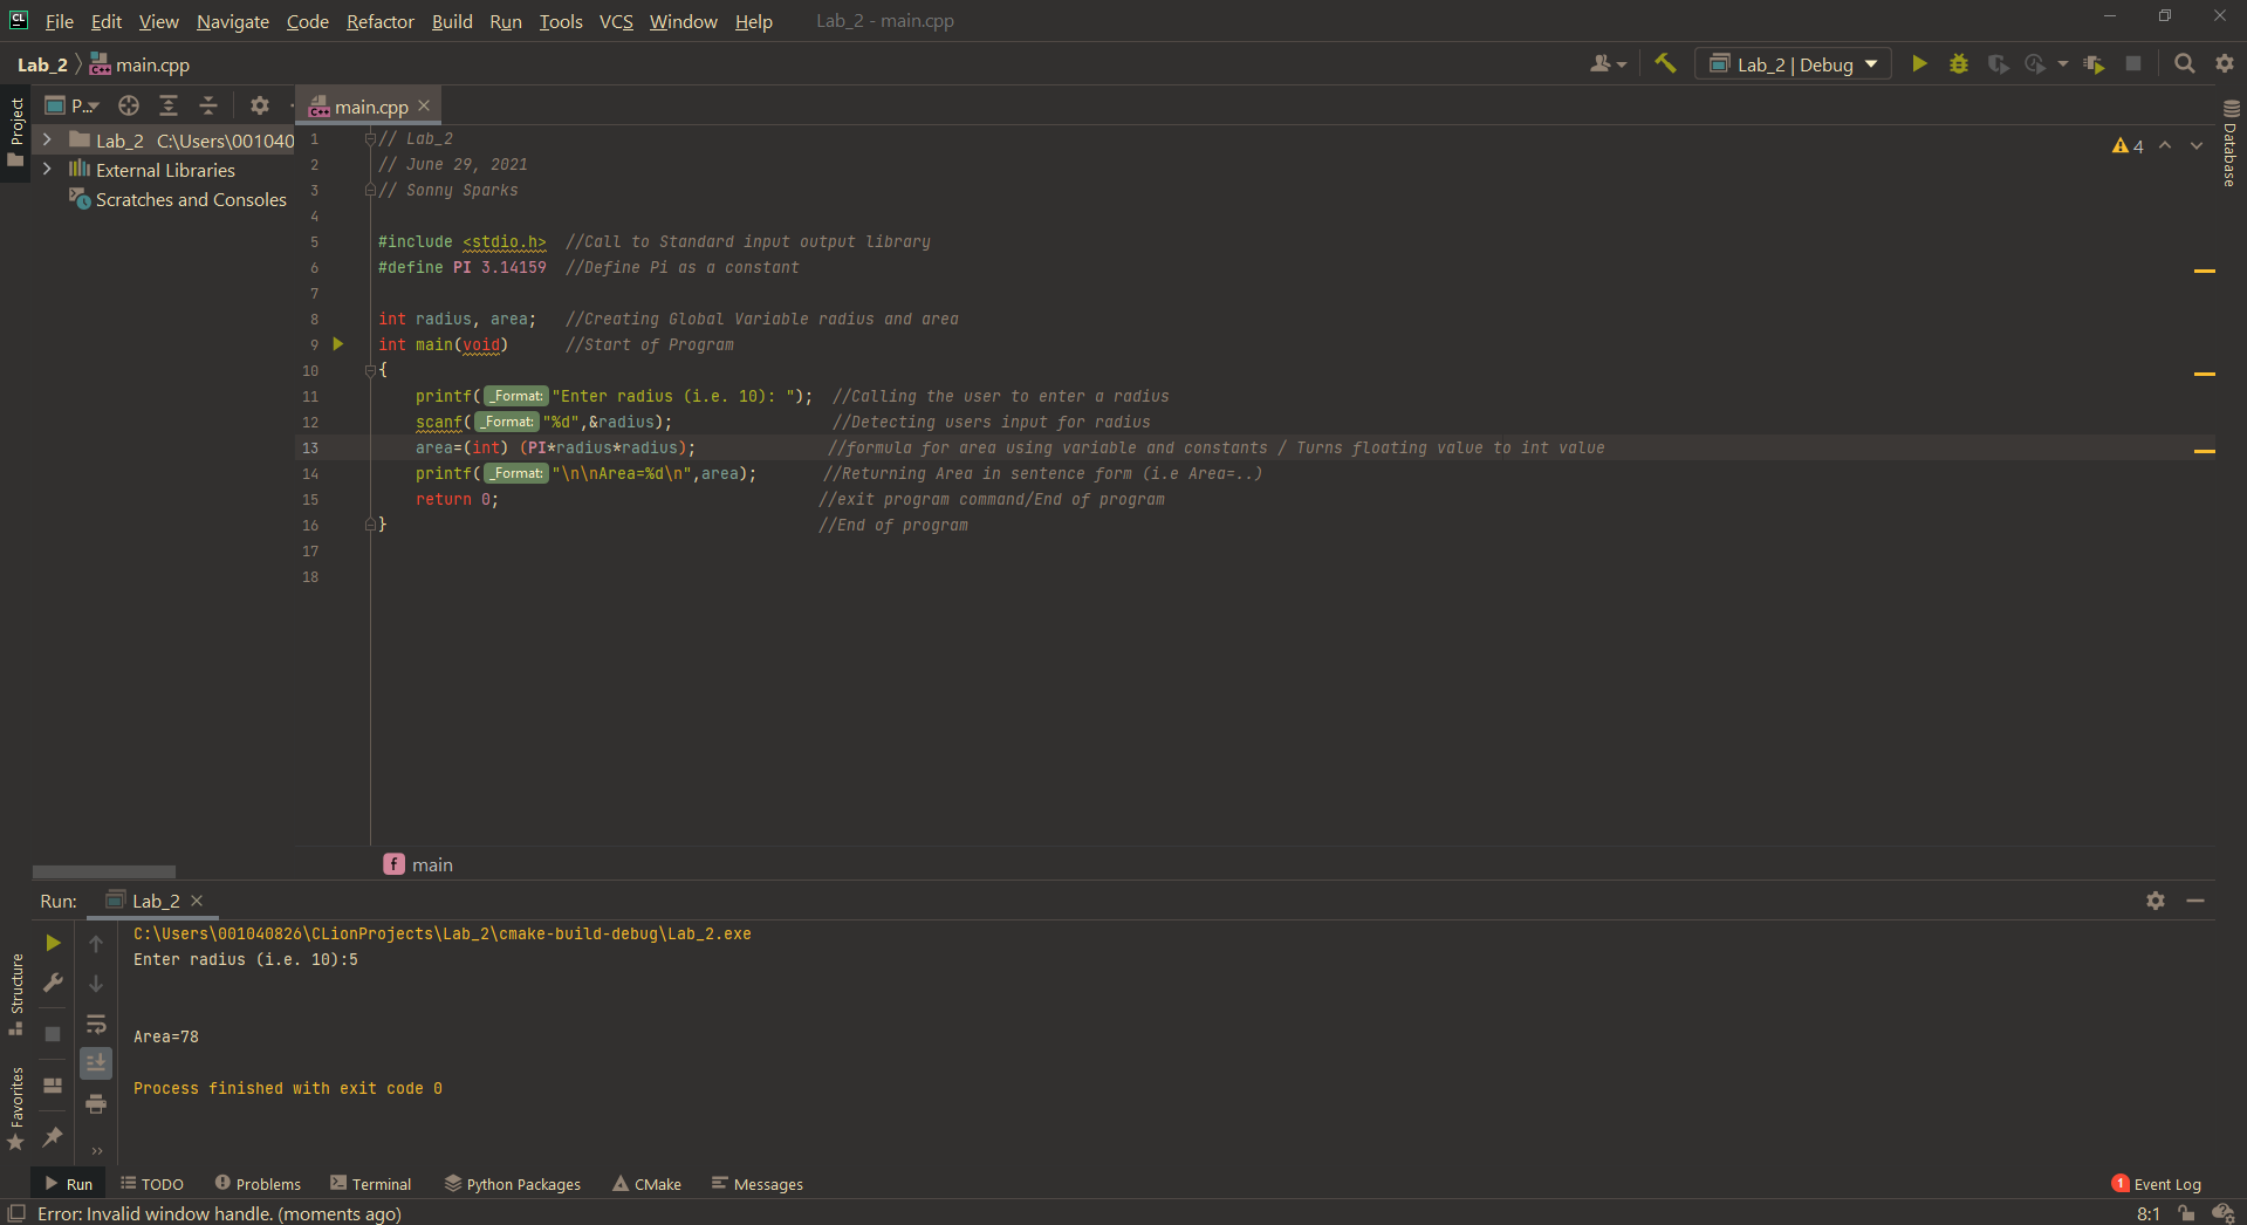 CL File Edit View Navigate Code Refactor Build Run Tools VCS Window Help Lab_2 - main.cpp
Lab_2 main.cpp Lab_2 | Debug
Project P... main.cpp
Lab_2 C:\Users\001040
External Libraries
Scratches and Consoles
4
Database
1 // Lab_2
2 // June 29, 2021
3 // Sonny Sparks
4
5 #include <stdio.h> //Call to Standard input output library
6 #define PI 3.14159 //Define Pi as a constant
7
8 int radius, area; //Creating Global Variable radius and area
9 int main(void) //Start of Program
10 {
11 printf( _Format: "Enter radius (i.e. 10): "); //Calling the user to enter a radius
12 scanf( _Format: "%d",&radius); //Detecting users input for radius
13 area=(int) (PI*radius*radius); //formula for area using variable and constants / Turns floating value to int value
14 printf( _Format: "\n\nArea=%d\n",area); //Returning Area in sentence form (i.e Area=..)
15 return 0; //exit program command/End of program
16 } //End of program
17
18
f main
Run: Lab_2
C:\Users\001040826\CLionProjects\Lab_2\cmake-build-debug\Lab_2.exe
Enter radius (i.e. 10):5
Area=78
Process finished with exit code 0
Structure
Favorites
Run TODO Problems Terminal Python Packages CMake Messages 1 Event Log
Error: Invalid window handle. (moments ago) 8:1